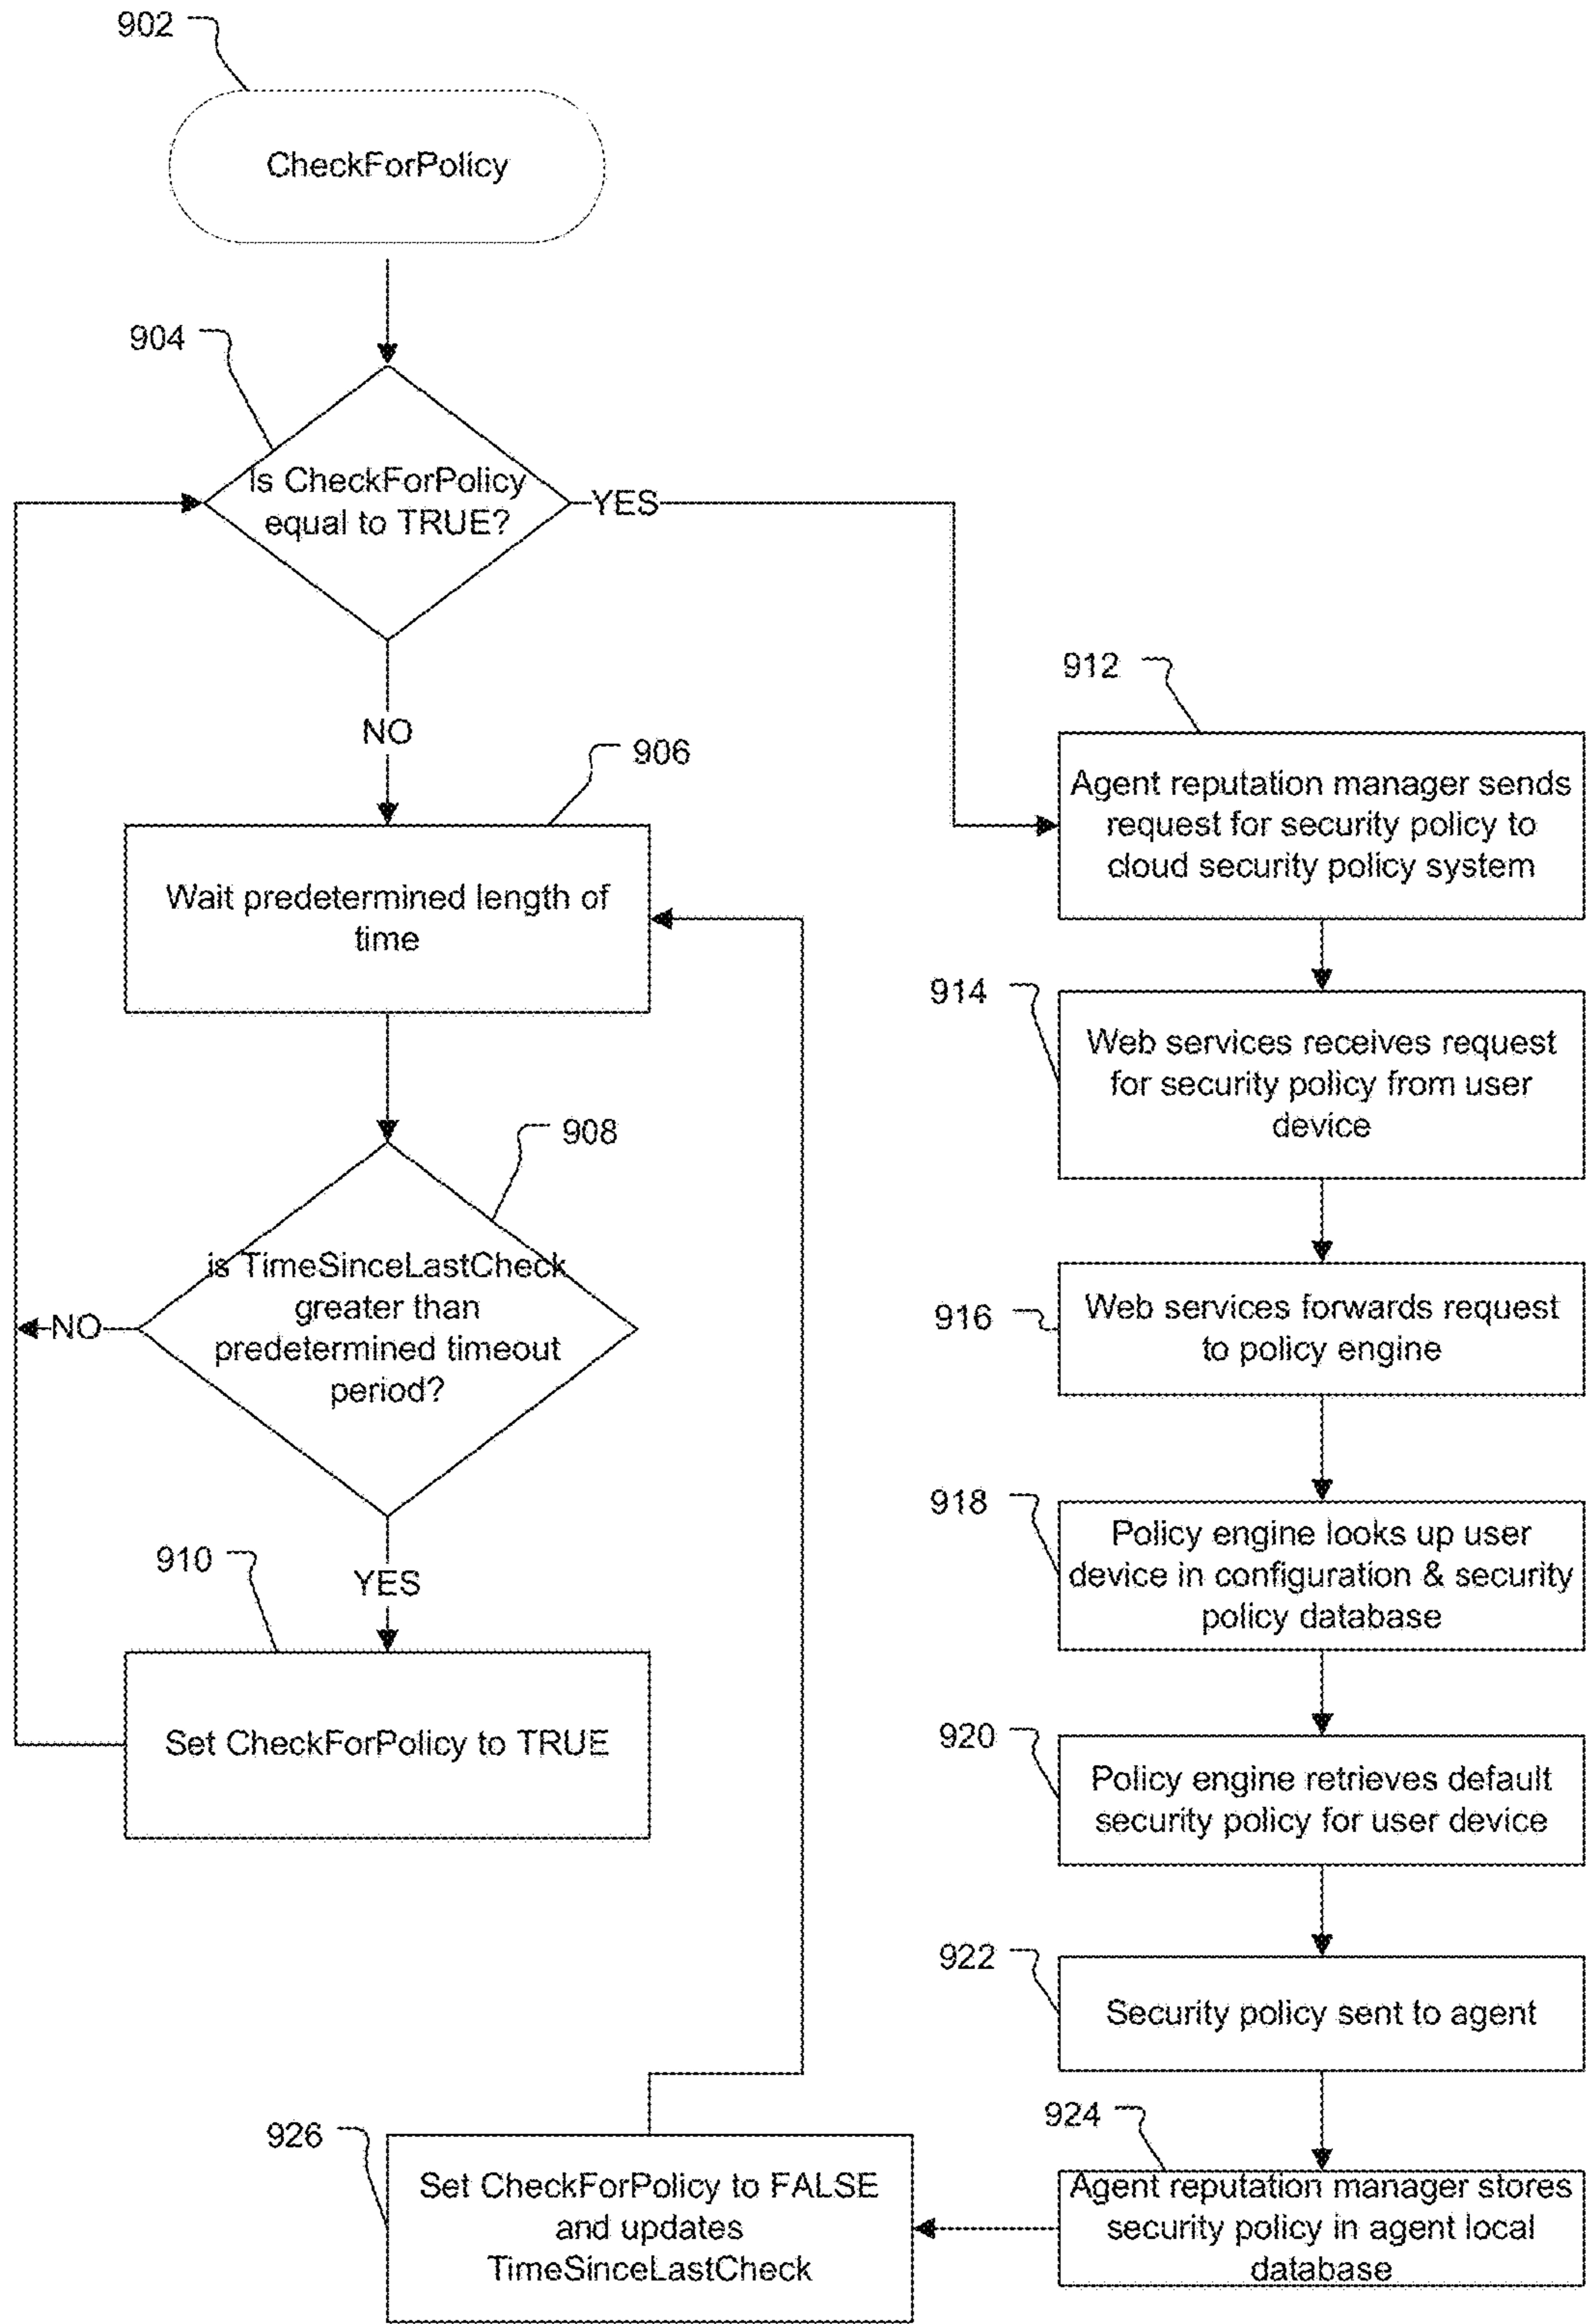 902
CheckForPolicy
904
Is CheckForPolicy
equal to TRUE?
YES
NO
906
Wait predetermined length of
time
908
is TimeSinceLastCheck
greater than
predetermined timeout
period?
NO
YES
910
Set CheckForPolicy to TRUE
912
Agent reputation manager sends
request for security policy to
cloud security policy system
914
Web services receives request
for security policy from user
device
916
Web services forwards request
to policy engine
918
Policy engine looks up user
device in configuration & security
policy database
920
Policy engine retrieves default
security policy for user device
922
Security policy sent to agent
924
Agent reputation manager stores
security policy in agent local
database
926
Set CheckForPolicy to FALSE
and updates
TimeSinceLastCheck